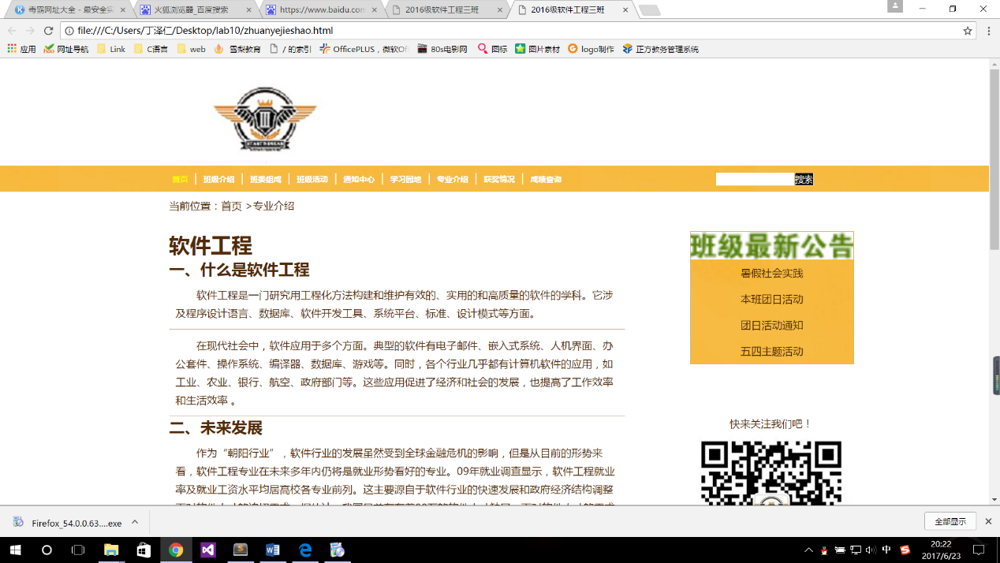 毒霸网址大全 - 最安全实
火狐浏览器_百度搜索
https://www.baidu.com
2016级软件工程三班
2016级软件工程三班
file:///C:/Users/丁泽仁/Desktop/lab10/zhuanyejieshao.html
应用 网址导航 Link C语言 web 雪梨教育 / 的索引 OfficePLUS，微软Of 80s电影网 图标 图片素材 logo制作 正方教务管理系统
首页 班级介绍 班委组成 班级活动 通知中心 学习园地 专业介绍 获奖情况 成绩查询 搜索
当前位置：首页 >专业介绍
软件工程
一、什么是软件工程
软件工程是一门研究用工程化方法构建和维护有效的、实用的和高质量的软件的学科。它涉
及程序设计语言、数据库、软件开发工具、系统平台、标准、设计模式等方面。
在现代社会中，软件应用于多个方面。典型的软件有电子邮件、嵌入式系统、人机界面、办
公套件、操作系统、编译器、数据库、游戏等。同时，各个行业几乎都有计算机软件的应用，如
工业、农业、银行、航空、政府部门等。这些应用促进了经济和社会的发展，也提高了工作效率
和生活效率 。
二、未来发展
作为“朝阳行业”，软件行业的发展虽然受到全球金融危机的影响，但是从目前的形势来
看，软件工程专业在未来多年内仍将是就业形势看好的专业。09年就业调查显示，软件工程就业
率及就业工资水平均居高校各专业前列。这主要源自于软件行业的快速发展和政府经济结构调整
班级最新公告
暑假社会实践
本班团日活动
团日活动通知
五四主题活动
快来关注我们吧！
Firefox_54.0.0.63....exe
全部显示
中
20:22
2017/6/23